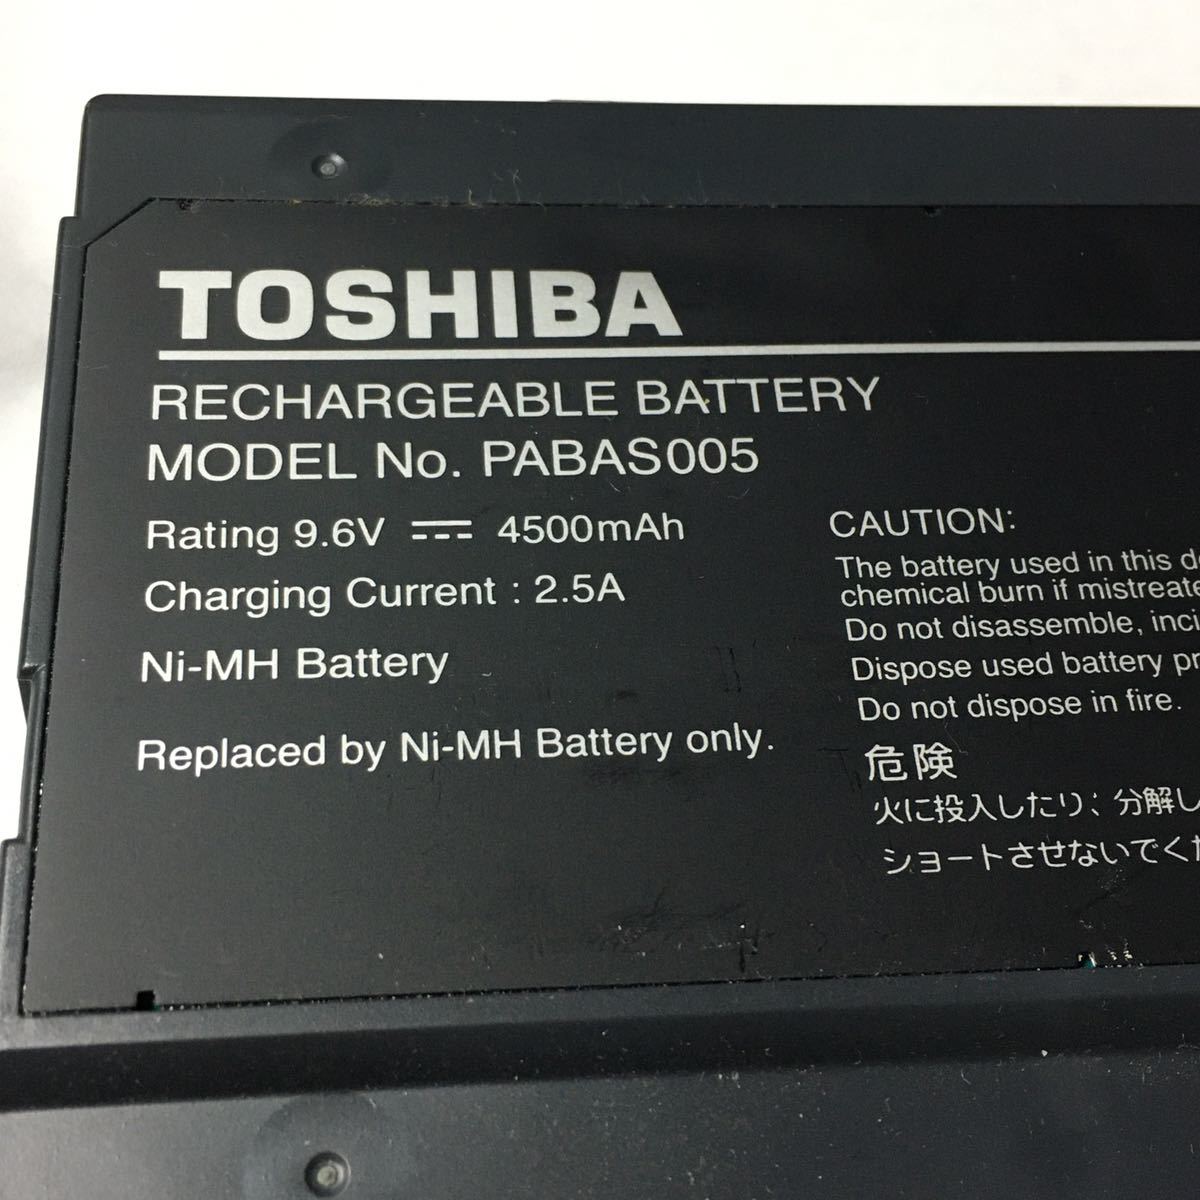 TOSHIBA
RECHARGEABLE BATTERY
MODEL No. PABAS005
Rating 9.6V ⎓ 4500mAh
Charging Current : 2.5A
Ni-MH Battery
Replaced by Ni-MH Battery only.
CAUTION:
The battery used in this
chemical burn if
Do not disassemble,
Dispose used battery
Do not dispose in fire.
危険
火に投入したり、分解し
ショートさせないでくだ